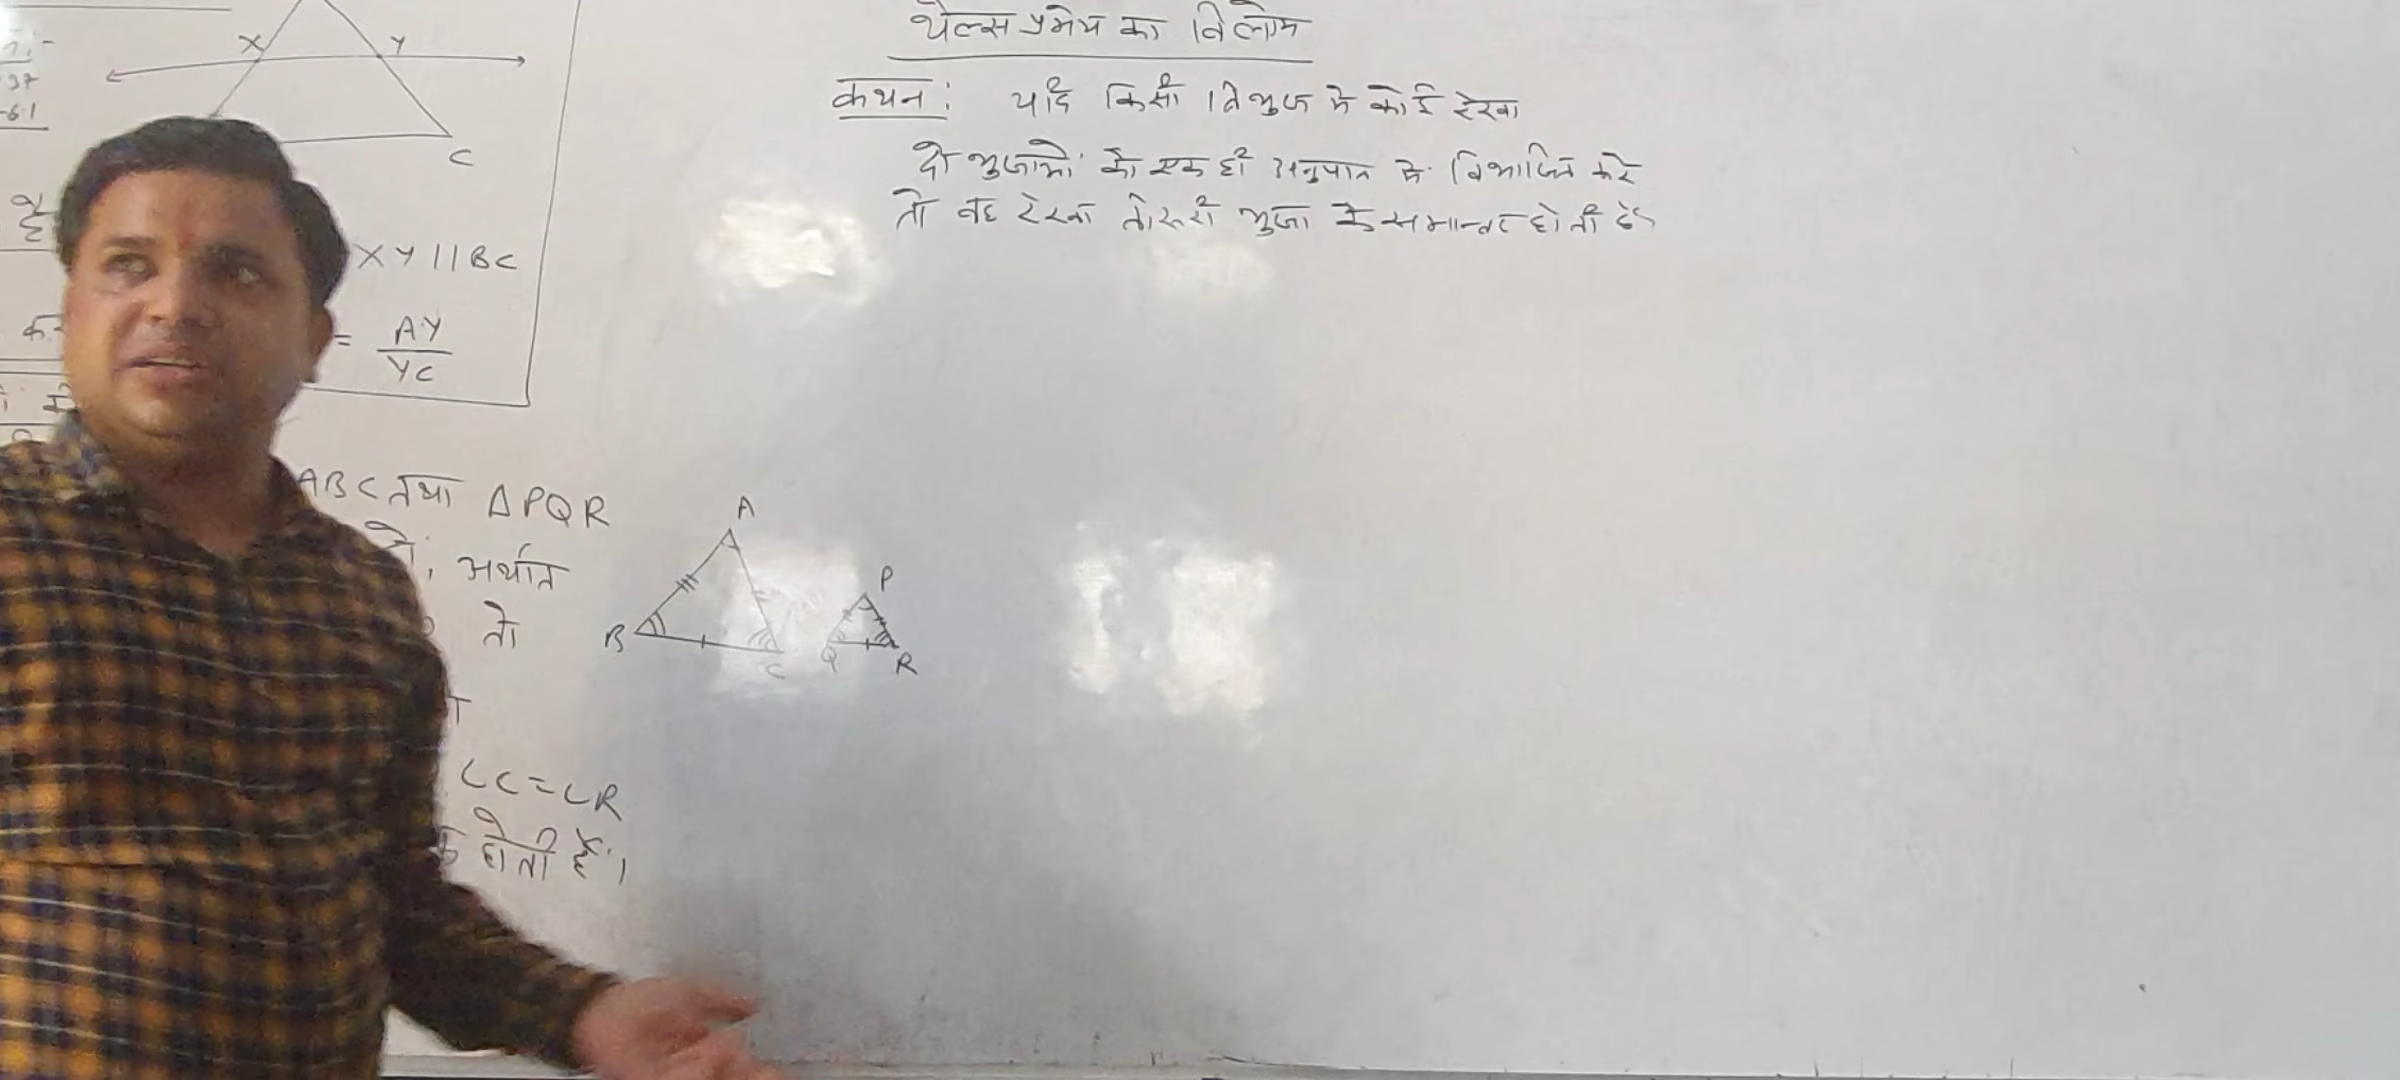 थेल्स प्रमेय का विलोम
कथन: यदि किसी त्रिभुज मे कोई रेखा
दो भुजाओं को एक ही अनुपात में विभाजित करे
तो वह रेखा तीसरी भुजा के समान्तर होती है
X Y
C
XY || BC
= AY
YC
ABC तथा ΔPQR
अर्थात
तो
∠C = ∠R
होती हैं।
A
B
C
P
Q
R